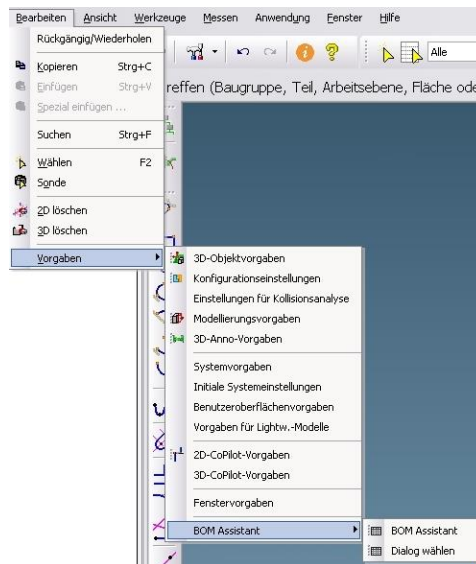 Bearbeiten Ansicht Werkzeuge Messen Anwendung Fenster Hilfe
Rückgängig/Wiederholen
Alle
Kopieren Strg+C
Einfügen Strg+V
reffen (Baugruppe, Teil, Arbeitsebene, Fläche ode
Spezial einfügen ...
Suchen Strg+F
Wählen F2
Sonde
2D löschen
3D löschen
Vorgaben
3D-Objektvorgaben
Konfigurationseinstellungen
Einstellungen für Kollisionsanalyse
Modellierungsvorgaben
3D-Anno-Vorgaben
Systemvorgaben
Initiale Systemeinstellungen
Benutzeroberflächenvorgaben
Vorgaben für Lightw.-Modelle
2D-CoPilot-Vorgaben
3D-CoPilot-Vorgaben
Fenstervorgaben
BOM Assistant
BOM Assistant
Dialog wählen